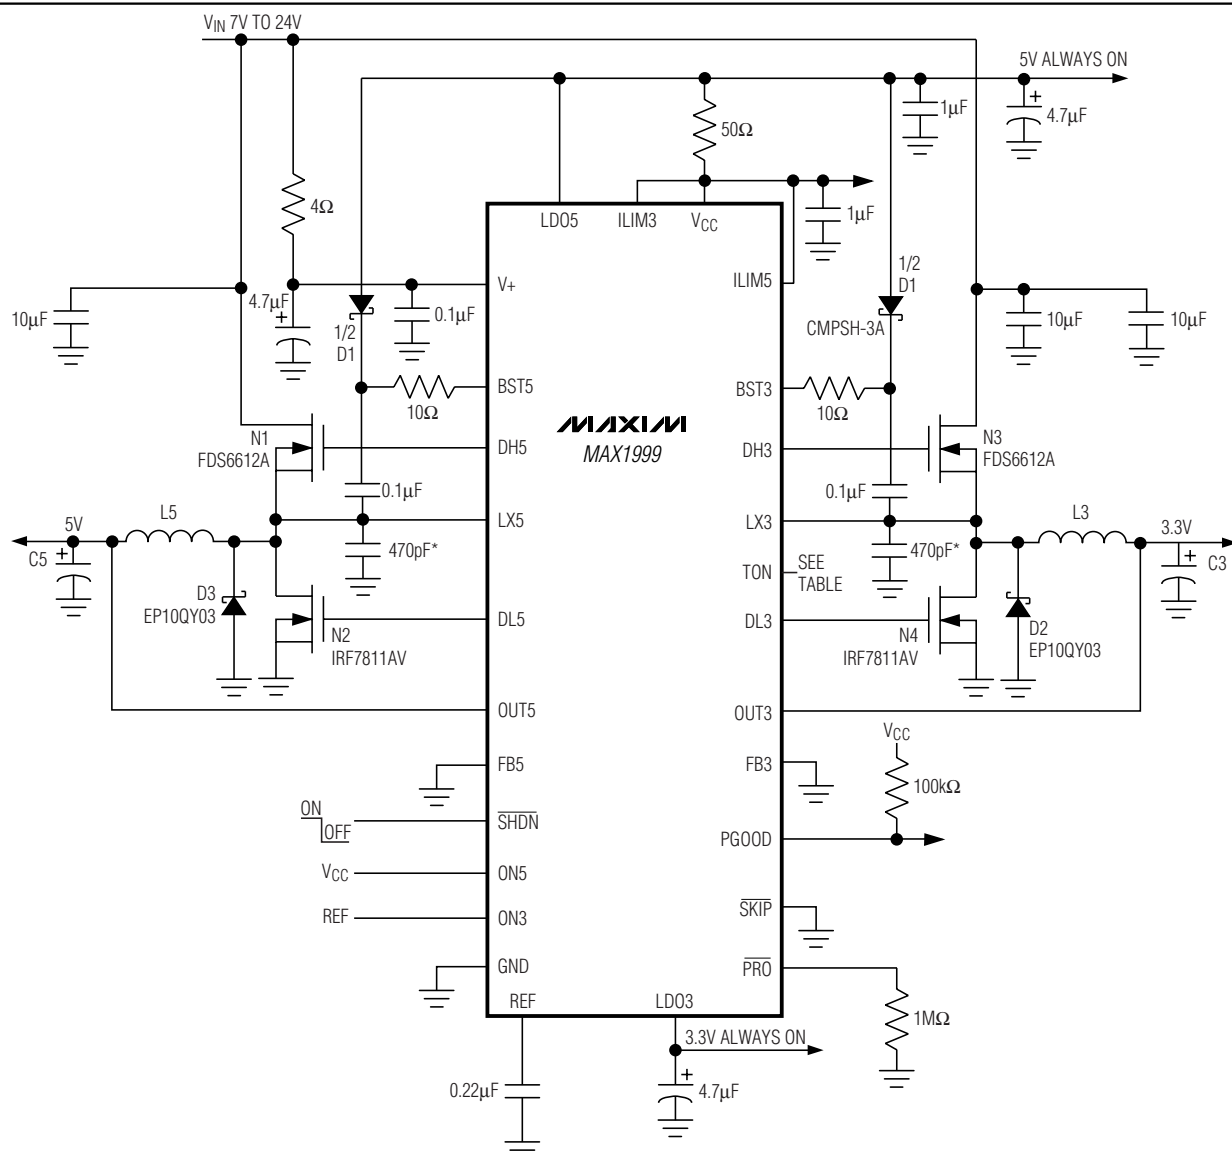 VIN 7V TO 24V
5V ALWAYS ON
1µF
+
4.7µF
50Ω
4Ω
LDO5
ILIM3
VCC
1µF
V+
ILIM5
1/2
D1
CMPSH-3A
10µF
4.7µF
+
0.1µF
1/2
D1
10µF
10µF
BST5
10Ω
BST3
10Ω
MAXIM
MAX1999
N1
FDS6612A
DH5
DH3
N3
FDS6612A
0.1µF
0.1µF
5V
L5
LX5
LX3
L3
3.3V
C5
+
470pF*
470pF*
+
C3
TON
SEE
TABLE
D3
EP10QY03
N2
IRF7811AV
DL5
DL3
N4
IRF7811AV
D2
EP10QY03
OUT5
OUT3
VCC
FB5
FB3
100kΩ
ON
OFF
SHDN
PGOOD
VCC
ON5
REF
ON3
SKIP
GND
PRO
REF
LDO3
1MΩ
3.3V ALWAYS ON
0.22µF
+
4.7µF